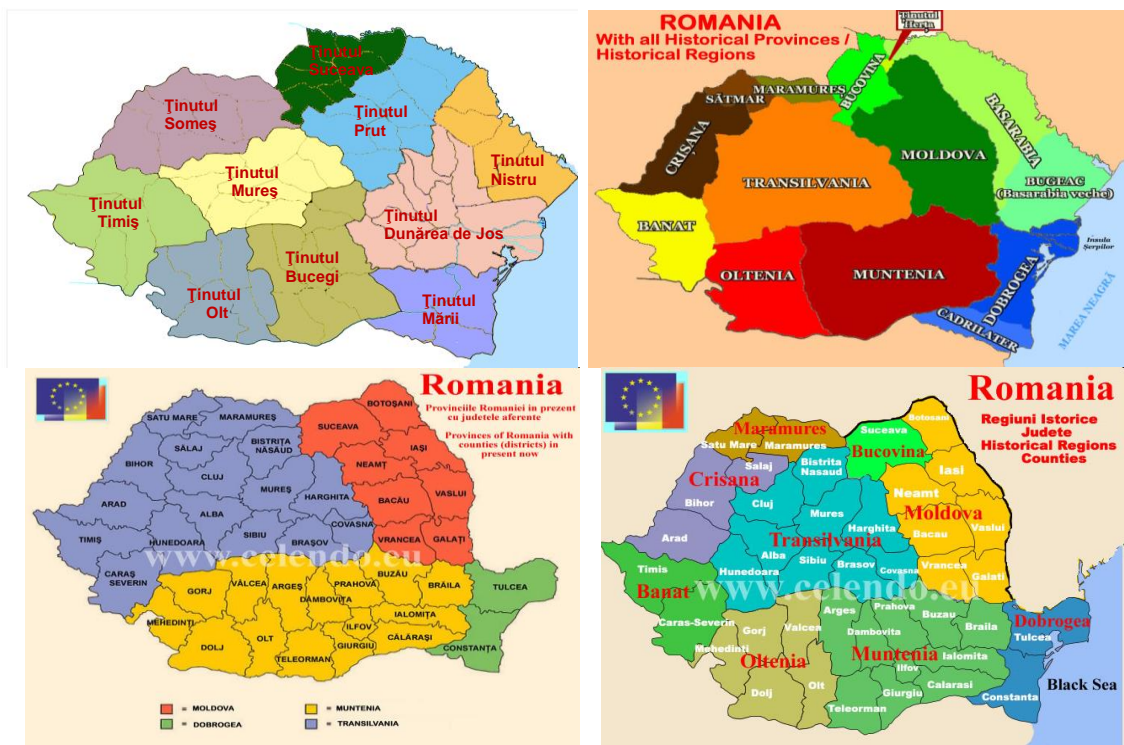 Ţinutul
Suceava
Ţinutul
Someş
Ţinutul
Prut
Ţinutul
Nistru
Ţinutul
Mureş
Ţinutul
Timiş
Ţinutul
Dunărea de Jos
Ţinutul
Bucegi
Ţinutul
Olt
Ţinutul
Mării
ROMANIA
With all Historical Provinces /
Historical Regions
Ţinutul
Herţa
BUCOVINA
MARAMUREŞ
SĂTMAR
CRIŞANA
BASARABIA
MOLDOVA
TRANSILVANIA
BUGEAC
(Basarabia veche)
BANAT
Insula
Şerpilor
OLTENIA
MUNTENIA
DOBROGEA
CADRILATER
MAREA NEAGRĂ
Romania
Provinciile Romaniei in prezent
cu judetele aferente
Provinces of Romania with
counties (districts) in
present now
BOTOŞANI
SATU MARE
MARAMUREŞ
SUCEAVA
BISTRIŢA
NĂSĂUD
SĂLAJ
IAŞI
BIHOR
CLUJ
NEAMŢ
MUREŞ
HARGHITA
BACĂU
VASLUI
ARAD
ALBA
COVASNA
TIMIŞ
HUNEDOARA
SIBIU
BRAŞOV
VRANCEA
GALAŢI
www.celendo.eu
CARAŞ
SEVERIN
GORJ
VÂLCEA
ARGEŞ
PRAHOVA
BUZĂU
BRĂILA
TULCEA
DÂMBOVIŢA
MEHEDINŢI
IALOMIŢA
ILFOV
OLT
CĂLĂRAŞI
DOLJ
GIURGIU
TELEORMAN
CONSTANŢA
= MOLDOVA
= MUNTENIA
= DOBROGEA
= TRANSILVANIA
Romania
Regiuni Istorice
Judete
Historical Regions
Counties
Botosani
Maramures
Suceava
Satu Mare
Maramures
Bucovina
Salaj
Bistrita
Nasaud
Iasi
Crisana
Neamt
Bihor
Cluj
Mures
Moldova
Harghita
Bacau
Vaslui
Arad
Transilvania
Alba
Sibiu
Timis
Hunedoara
Brasov
Covasna
Vrancea
Galati
www.celendo.eu
Banat
Arges
Prahova
Buzau
Dobrogea
Caras-Severin
Gorj
Valcea
Braila
Tulcea
Dambovita
Mehedinti
Oltenia
Muntenia
Ialomita
Ilfov
Black Sea
Olt
Calarasi
Dolj
Giurgiu
Constanta
Teleorman